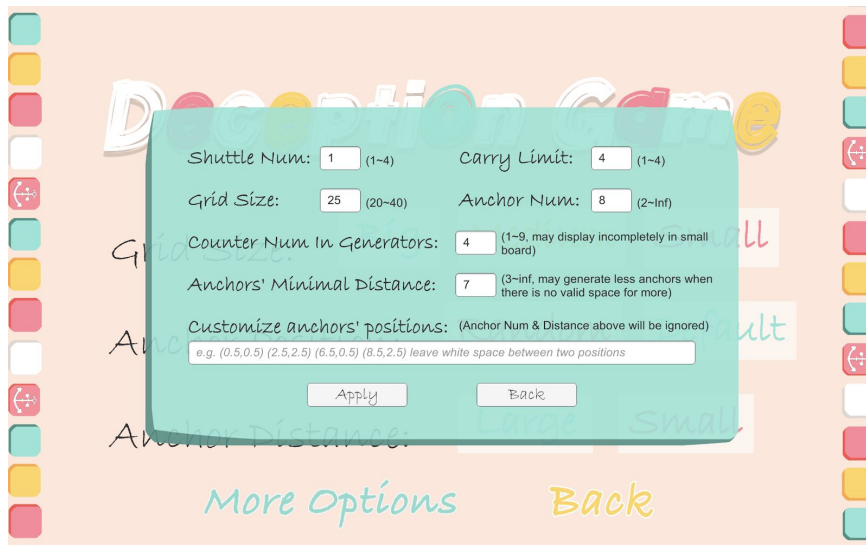 Deception Game
Shuttle Num: 1 (1~4) Carry Limit: 4 (1~4)
Grid Size: 25 (20~40) Anchor Num: 8 (2~Inf)
Grid Size: Big Small
Counter Num In Generators: 4 (1~9, may display incompletely in small
board)
Anchors' Minimal Distance: 7 (3~inf, may generate less anchors when
there is no valid space for more)
Customize anchors' positions: (Anchor Num & Distance above will be ignored)
Anchor Position: Random Default
e.g. (0.5,0.5) (2.5,2.5) (6.5,0.5) (8.5,2.5) leave white space between two positions
Apply Back
Anchor Distance: Large Small
More Options Back